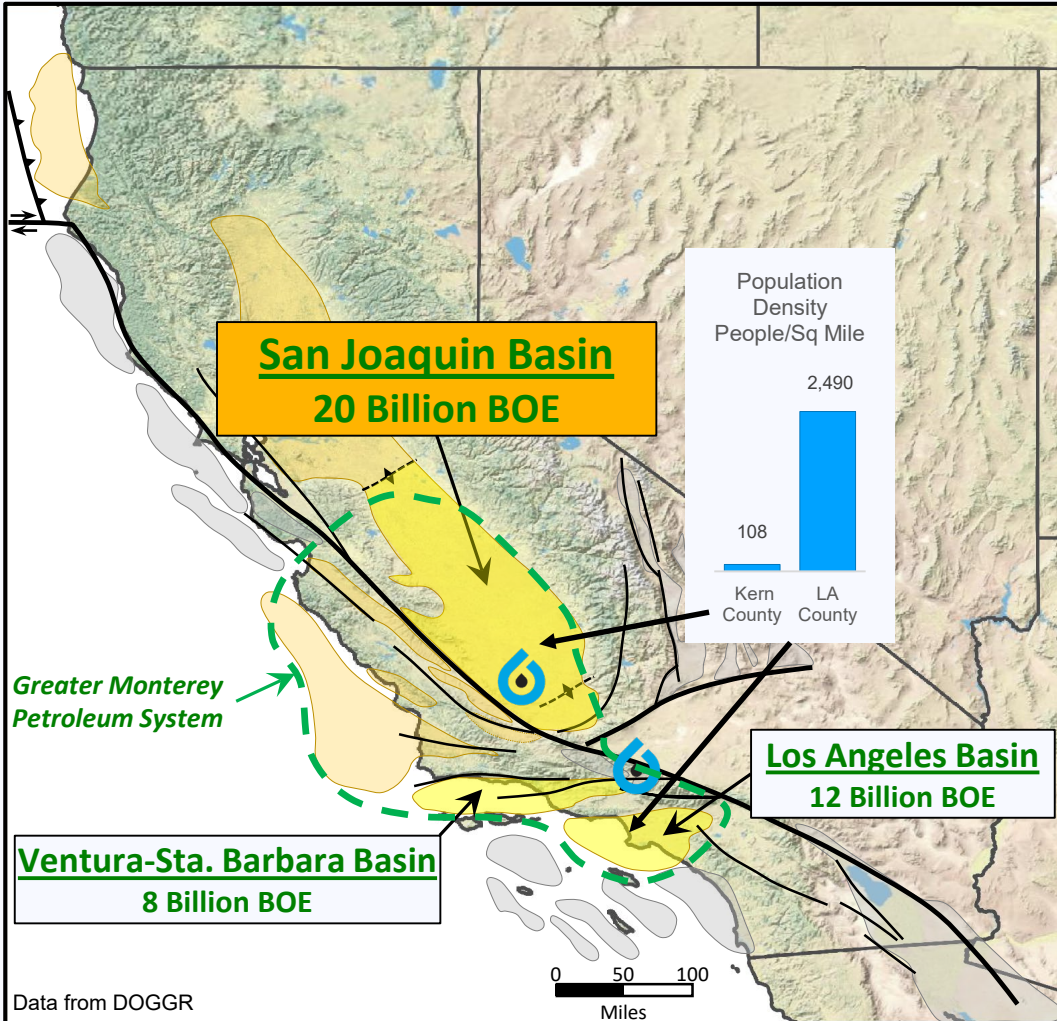 Population
Density
People/Sq Mile
2,490
108
Kern
County
LA
County
San Joaquin Basin
20 Billion BOE
Greater Monterey
Petroleum System
Los Angeles Basin
12 Billion BOE
Ventura-Sta. Barbara Basin
8 Billion BOE
0 50 100
Miles
Data from DOGGR